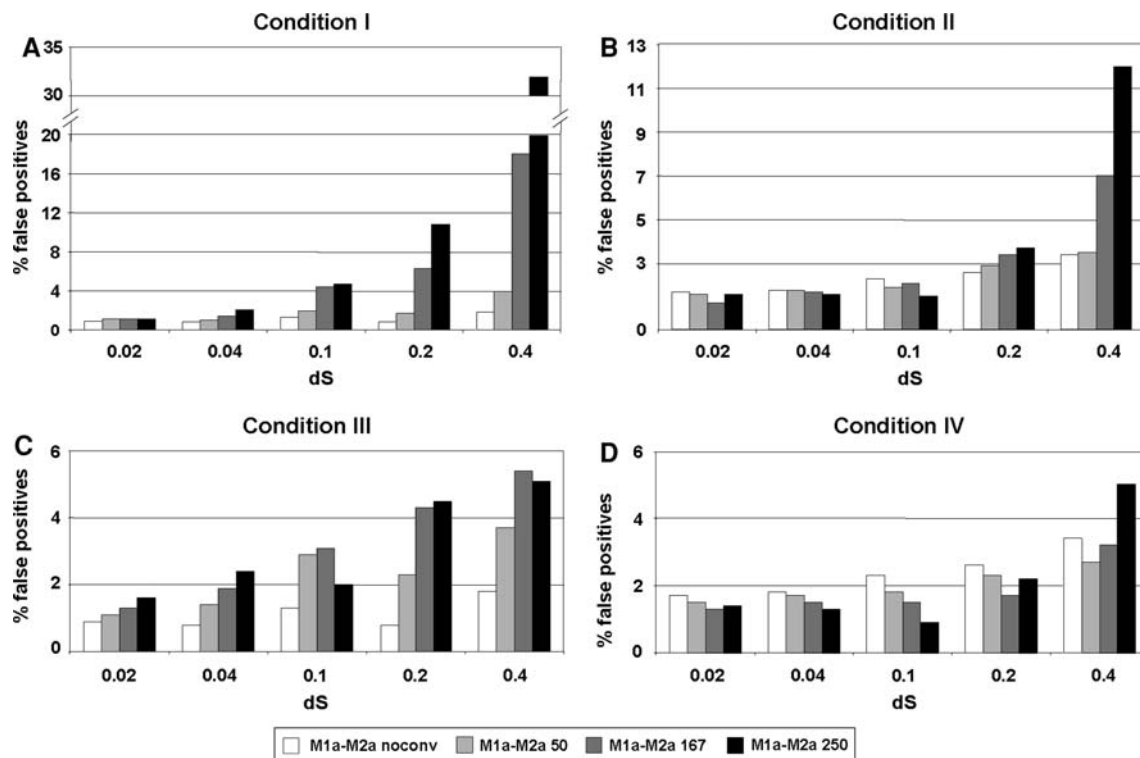 Condition I
A
35
30
20
16
12
8
4
0
% false positives
0.02 0.04 0.1 0.2 0.4
dS
Condition II
B
13
11
9
7
5
3
0
% false positives
0.02 0.04 0.1 0.2 0.4
dS
Condition III
C
6
4
2
0
% false positives
0.02 0.04 0.1 0.2 0.4
dS
Condition IV
D
6
4
2
0
% false positives
0.02 0.04 0.1 0.2 0.4
dS
M1a-M2a noconv M1a-M2a 50 M1a-M2a 167 M1a-M2a 250